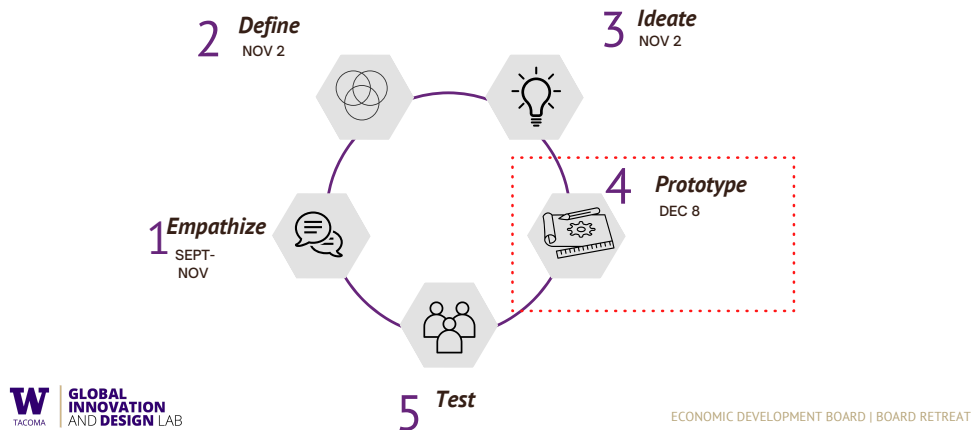 2 Define
NOV 2
3 Ideate
NOV 2
4 Prototype
DEC 8
1 Empathize
SEPT-
NOV
5 Test
W
TACOMA
GLOBAL
INNOVATION
AND DESIGN LAB
ECONOMIC DEVELOPMENT BOARD | BOARD RETREAT